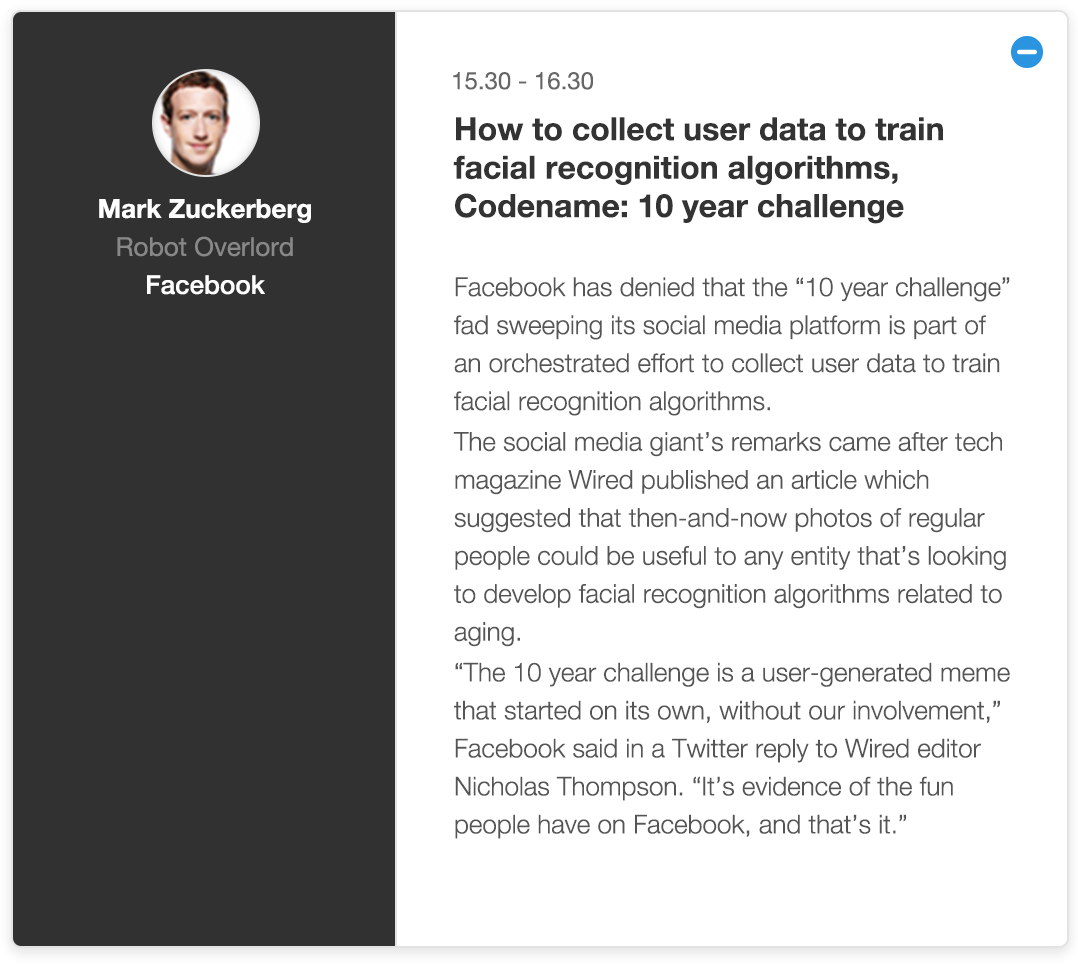 Mark Zuckerberg
Robot Overlord
Facebook
15.30 - 16.30
How to collect user data to train
facial recognition algorithms,
Codename: 10 year challenge
Facebook has denied that the “10 year challenge”
fad sweeping its social media platform is part of
an orchestrated effort to collect user data to train
facial recognition algorithms.
The social media giant’s remarks came after tech
magazine Wired published an article which
suggested that then-and-now photos of regular
people could be useful to any entity that’s looking
to develop facial recognition algorithms related to
aging.
“The 10 year challenge is a user-generated meme
that started on its own, without our involvement,”
Facebook said in a Twitter reply to Wired editor
Nicholas Thompson. “It’s evidence of the fun
people have on Facebook, and that’s it.”